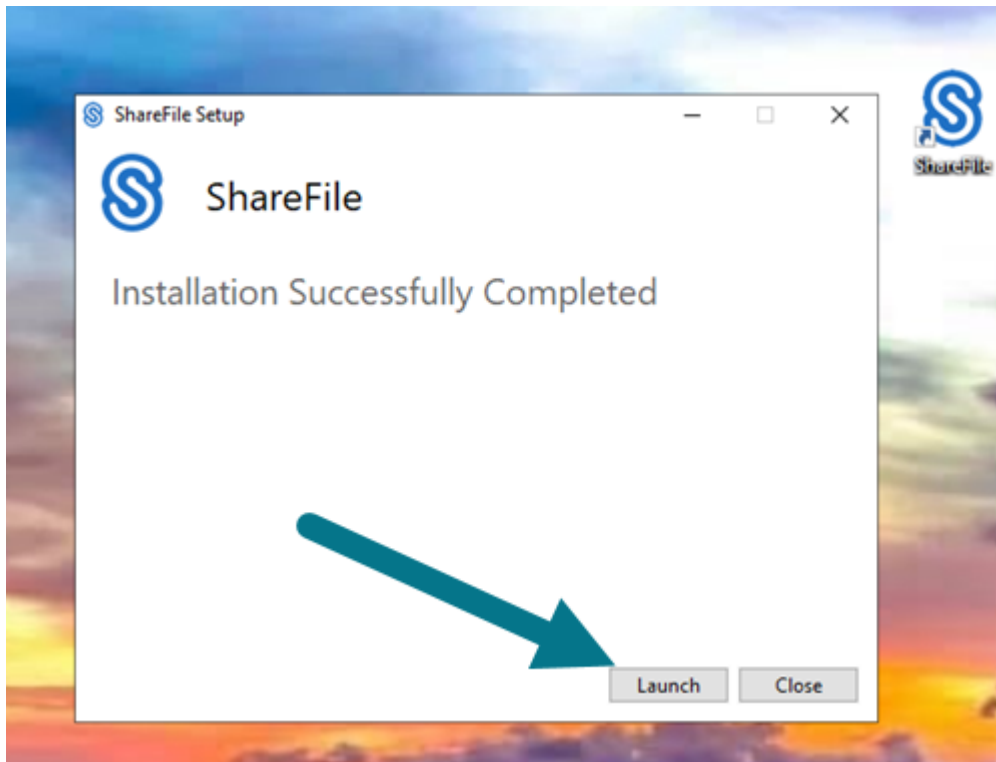 ShareFile Setup
ShareFile
ShareFile
Installation Successfully Completed
Launch
Close